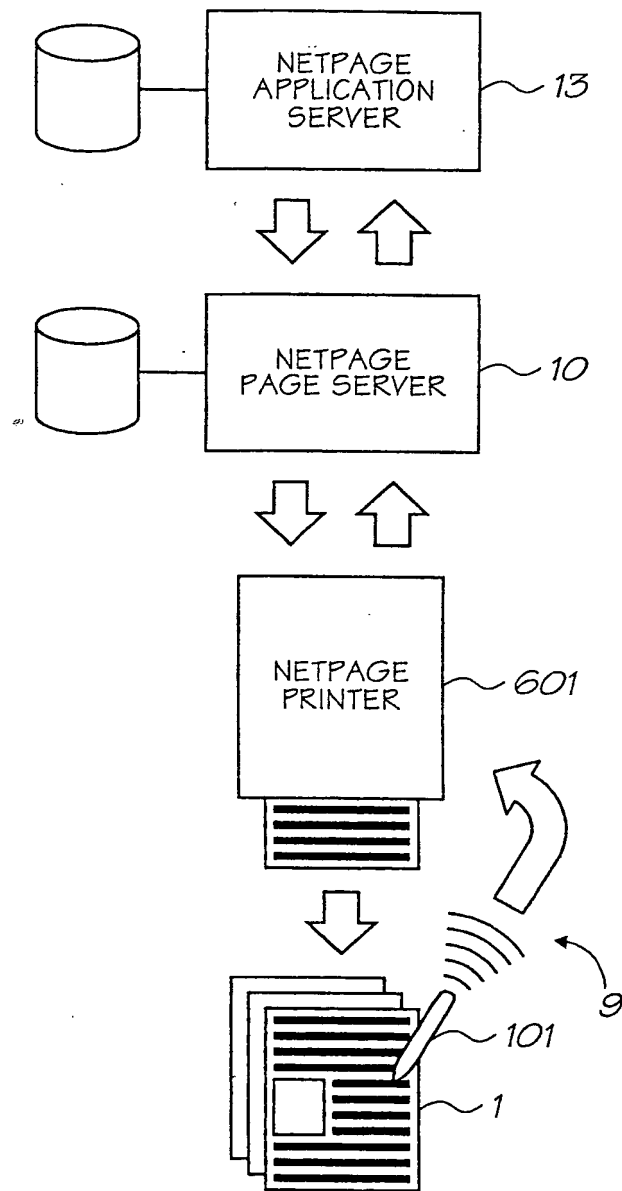 NETPAGE
APPLICATION
SERVER
13
NETPAGE
PAGE SERVER
10
NETPAGE
PRINTER
601
9
101
1